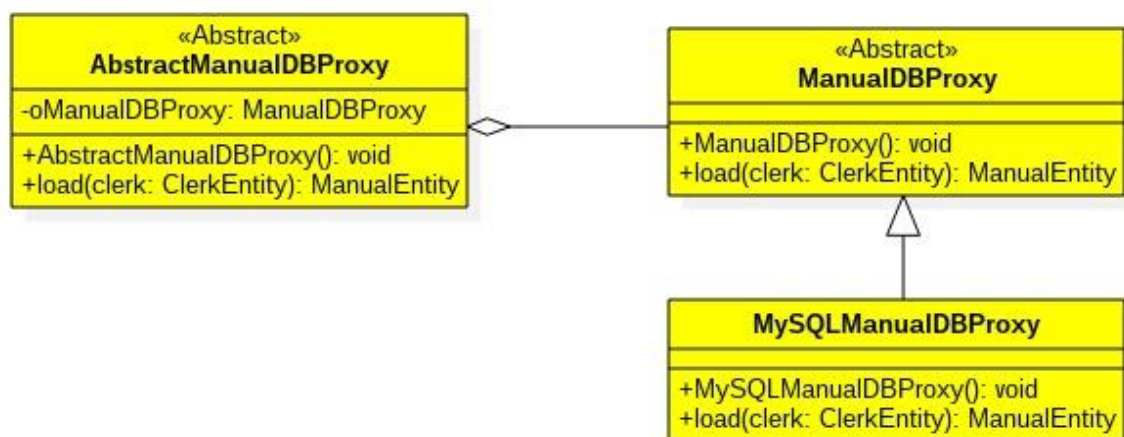 «Abstract»
AbstractManualDBProxy
-oManualDBProxy: ManualDBProxy
+AbstractManualDBProxy(): void
+load(clerk: ClerkEntity): ManualEntity
«Abstract»
ManualDBProxy
+ManualDBProxy(): void
+load(clerk: ClerkEntity): ManualEntity
MySQLManualDBProxy
+MySQLManualDBProxy(): void
+load(clerk: ClerkEntity): ManualEntity